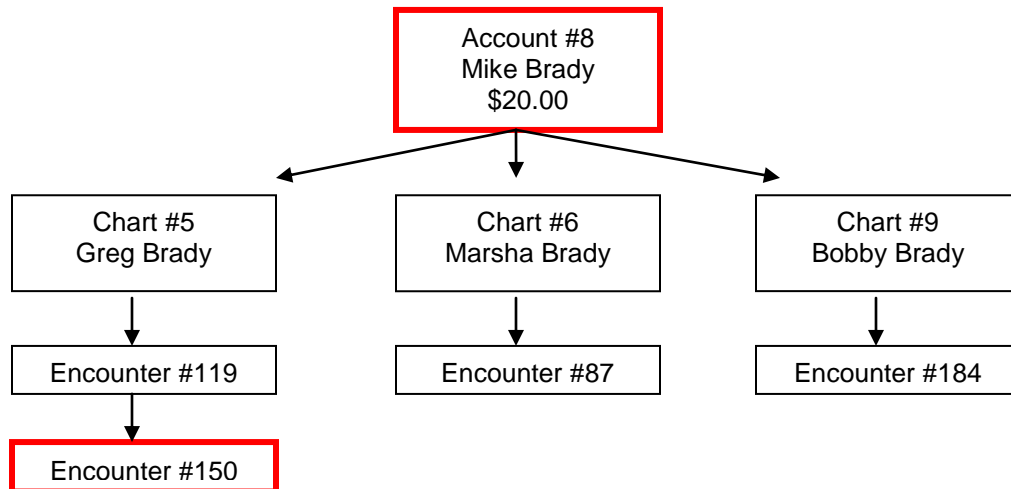 Account #8
Mike Brady
$20.00
Chart #5
Greg Brady
Chart #6
Marsha Brady
Chart #9
Bobby Brady
Encounter #119
Encounter #87
Encounter #184
Encounter #150